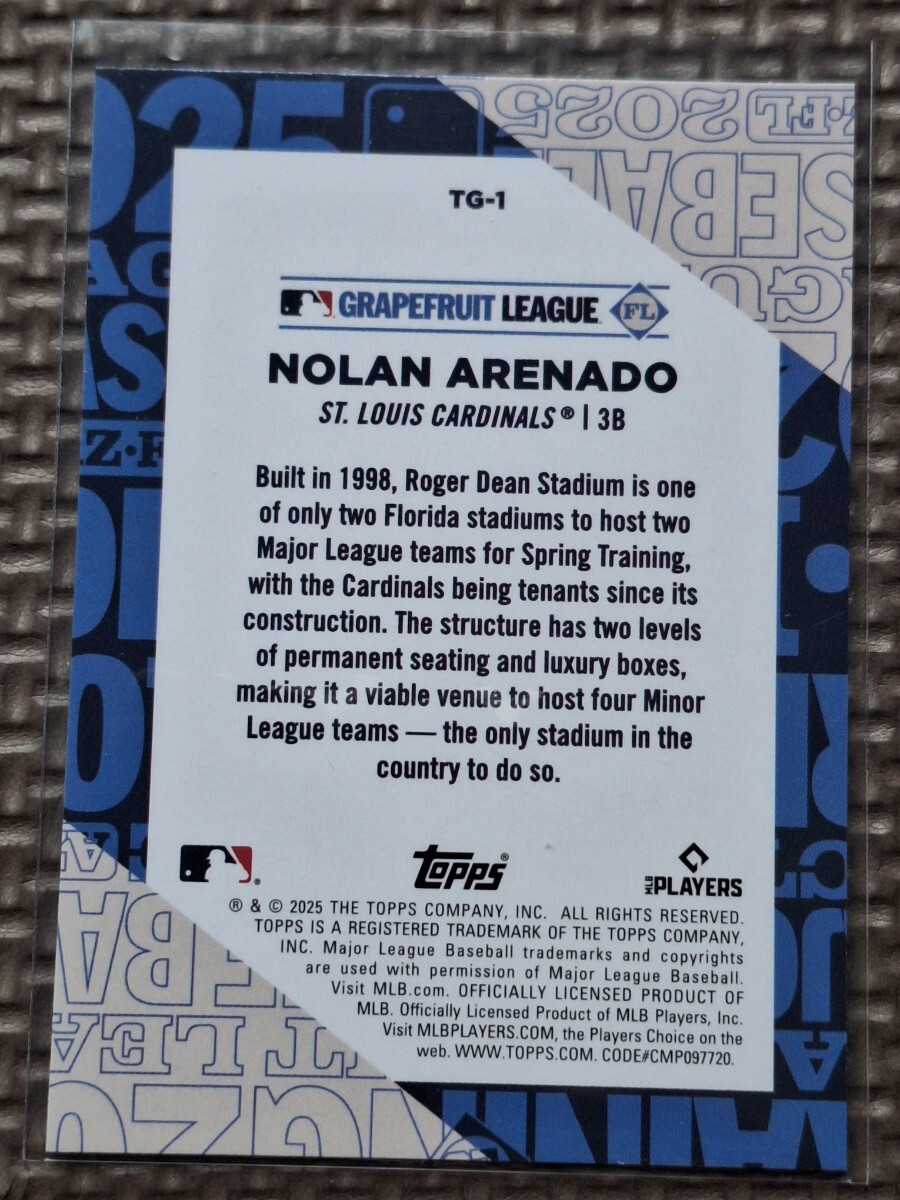 TG-1
GRAPEFRUIT LEAGUE FL
NOLAN ARENADO
ST. LOUIS CARDINALS® | 3B
Built in 1998, Roger Dean Stadium is one
of only two Florida stadiums to host two
Major League teams for Spring Training,
with the Cardinals being tenants since its
construction. The structure has two levels
of permanent seating and luxury boxes,
making it a viable venue to host four Minor
League teams — the only stadium in the
country to do so.
topps®
MLB PLAYERS
® & © 2025 THE TOPPS COMPANY, INC. ALL RIGHTS RESERVED.
TOPPS IS A REGISTERED TRADEMARK OF THE TOPPS COMPANY,
INC. Major League Baseball trademarks and copyrights
are used with permission of Major League Baseball.
Visit MLB.com. OFFICIALLY LICENSED PRODUCT OF
MLB. Officially Licensed Product of MLB Players, Inc.
Visit MLBPLAYERS.COM, the Players Choice on the
web. WWW.TOPPS.COM. CODE#CMP097720.